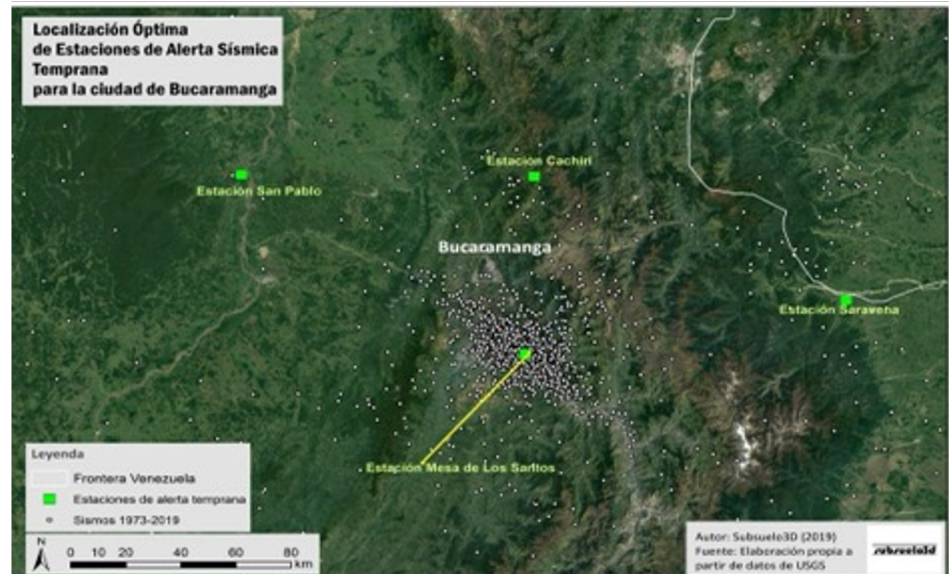 Localización Óptima
de Estaciones de Alerta Sísmica
Temprana
para la ciudad de Bucaramanga
Estación Cachiri
Estación San Pablo
Bucaramanga
Estación Saravena
Estación Mesa de Los Santos
Leyenda
Frontera Venezuela
Estaciones de alerta temprana
Sismos 1973-2019
N
0 10 20 40 60 80
km
Autor: Subsuelo3D (2019)
Fuente: Elaboración propia a
partir de datos de USGS
subsuelo3d